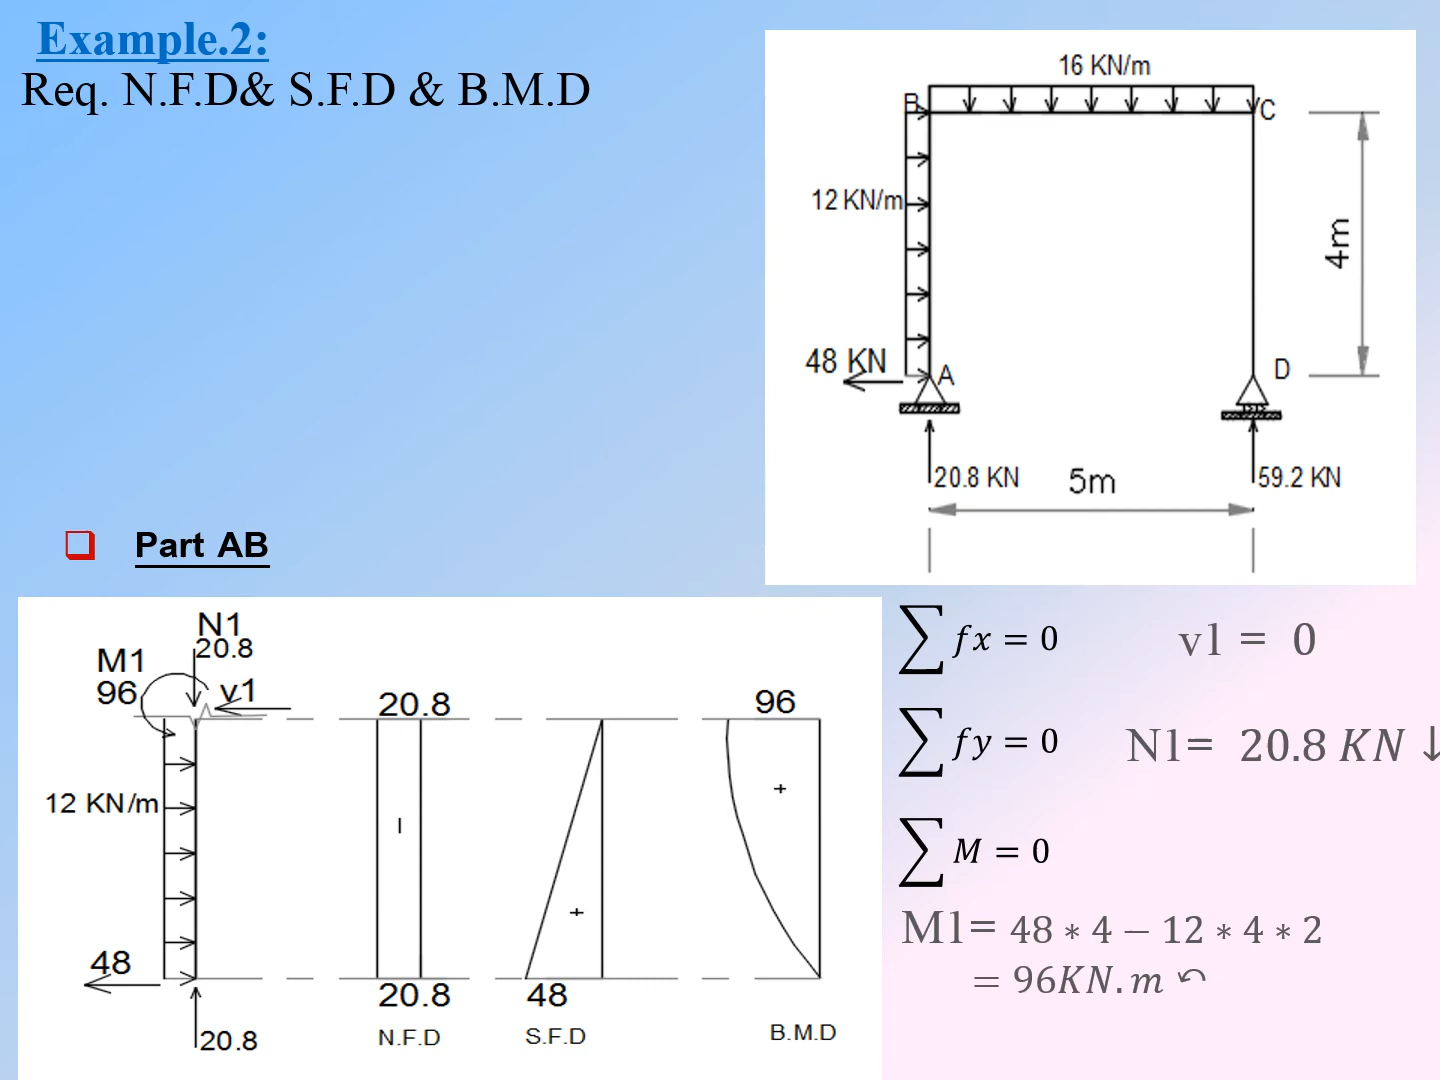 Example.2:
Req. N.F.D& S.F.D & B.M.D
16 KN/m
B
C
12 KN/m
4m
48 KN
A
D
20.8 KN
5m
59.2 KN
❑ Part AB
N1
20.8
M1
96
v1
12 KN/m
48
20.8
20.8
-
20.8
N.F.D
+
48
S.F.D
96
+
B.M.D
∑ fx = 0 v1 = 0
∑ fy = 0 N1= 20.8 KN ↓
∑ M = 0
M1= 48 ∗ 4 − 12 ∗ 4 ∗ 2
= 96KN.m ↶